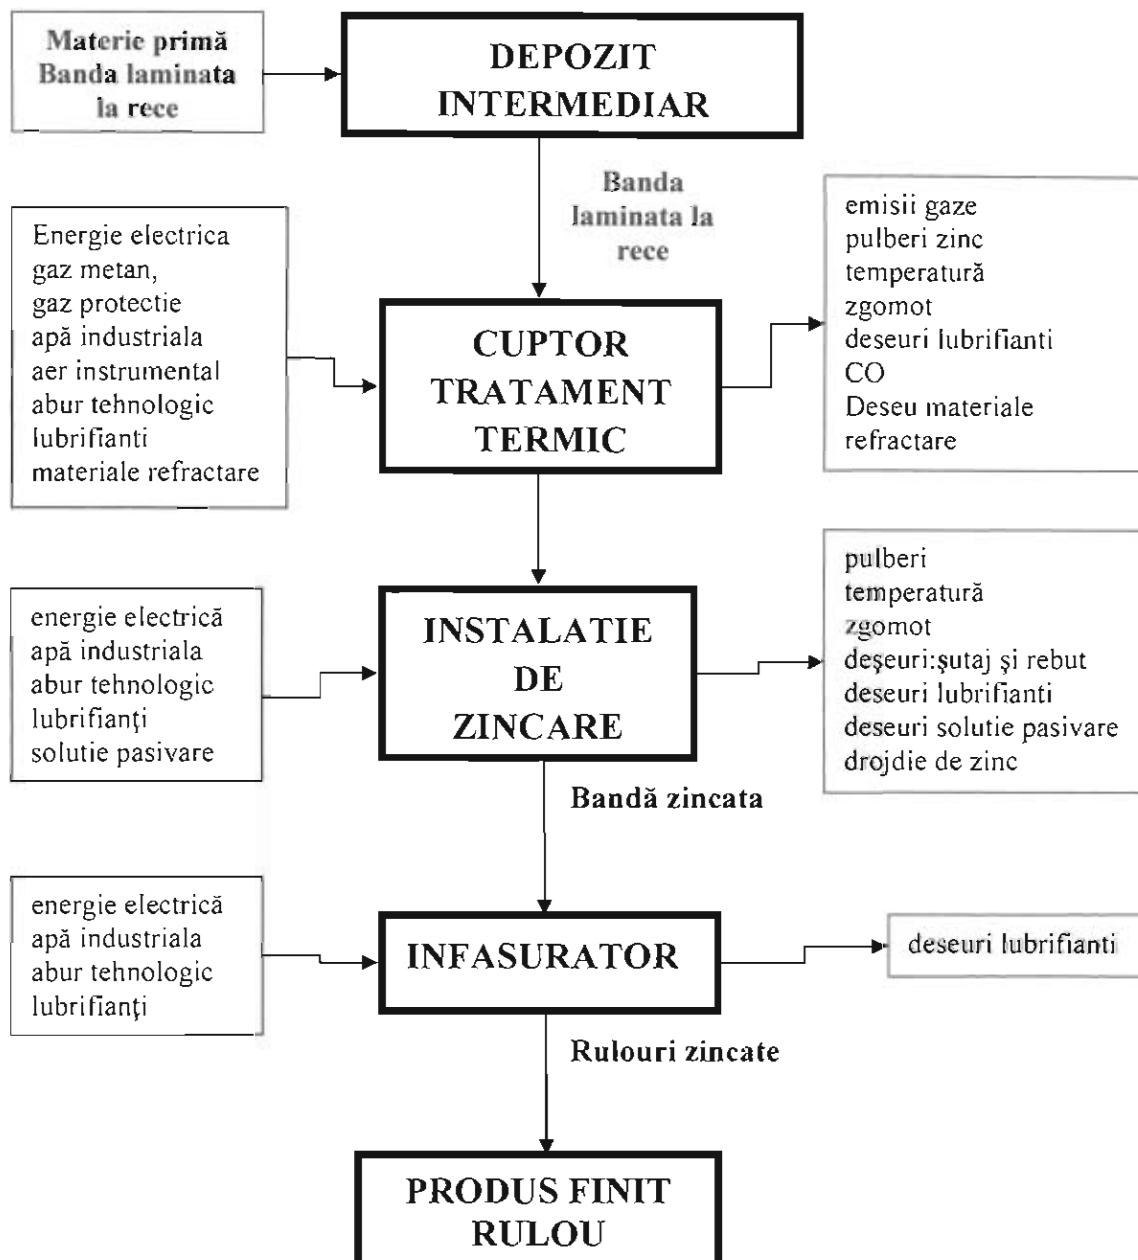 Materie primă
Banda laminata
la rece
DEPOZIT
INTERMEDIAR
Banda
laminata la
rece
Energie electrica
gaz metan,
gaz protectie
apă industriala
aer instrumental
abur tehnologic
lubrifianti
materiale refractare
CUPTOR
TRATAMENT
TERMIC
emisii gaze
pulberi zinc
temperatură
zgomot
deseuri lubrifianti
CO
Deseu materiale
refractare
energie electrică
apă industriala
abur tehnologic
lubrifianţi
solutie pasivare
INSTALATIE
DE
ZINCARE
pulberi
temperatură
zgomot
deşeuri:şutaj şi rebut
deseuri lubrifianti
deseuri solutie pasivare
drojdie de zinc
Bandă zincata
energie electrică
apă industriala
abur tehnologic
lubrifianţi
INFASURATOR
deseuri lubrifianti
Rulouri zincate
PRODUS FINIT
RULOU